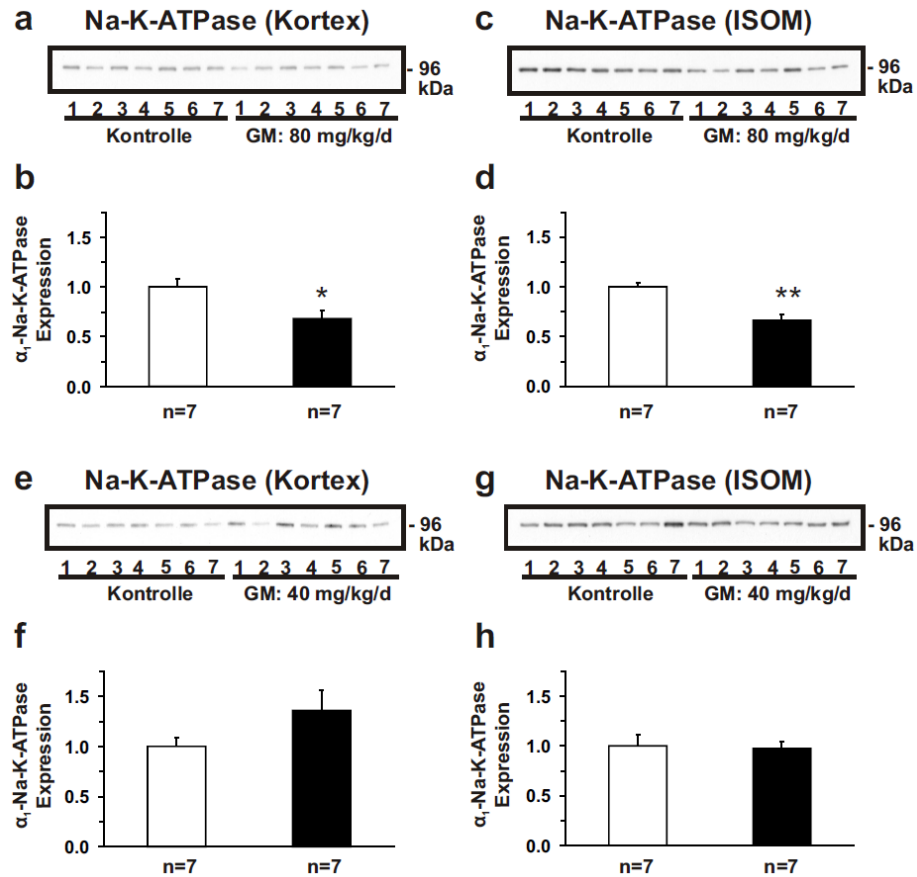 a Na-K-ATPase (Kortex)
- 96
kDa
1 2 3 4 5 6 7 1 2 3 4 5 6 7
Kontrolle GM: 80 mg/kg/d
b
α₁-Na-K-ATPase
Expression
1.5
1.0
0.5
0.0
*
n=7 n=7
c Na-K-ATPase (ISOM)
- 96
kDa
1 2 3 4 5 6 7 1 2 3 4 5 6 7
Kontrolle GM: 80 mg/kg/d
d
α₁-Na-K-ATPase
Expression
1.5
1.0
0.5
0.0
**
n=7 n=7
e Na-K-ATPase (Kortex)
- 96
kDa
1 2 3 4 5 6 7 1 2 3 4 5 6 7
Kontrolle GM: 40 mg/kg/d
f
α₁-Na-K-ATPase
Expression
1.5
1.0
0.5
0.0
n=7 n=7
g Na-K-ATPase (ISOM)
- 96
kDa
1 2 3 4 5 6 7 1 2 3 4 5 6 7
Kontrolle GM: 40 mg/kg/d
h
α₁-Na-K-ATPase
Expression
1.5
1.0
0.5
0.0
n=7 n=7